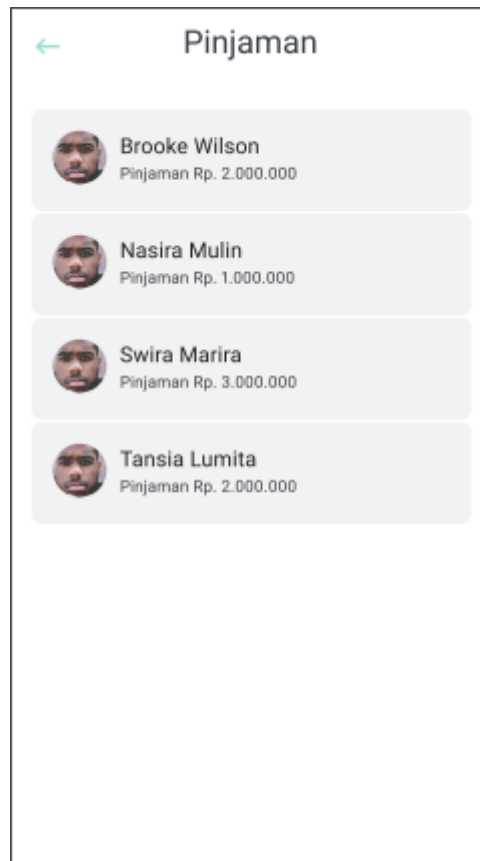 Pinjaman
Brooke Wilson
Pinjaman Rp. 2.000.000
Nasira Mulin
Pinjaman Rp. 1.000.000
Swira Marira
Pinjaman Rp. 3.000.000
Tansia Lumita
Pinjaman Rp. 2.000.000